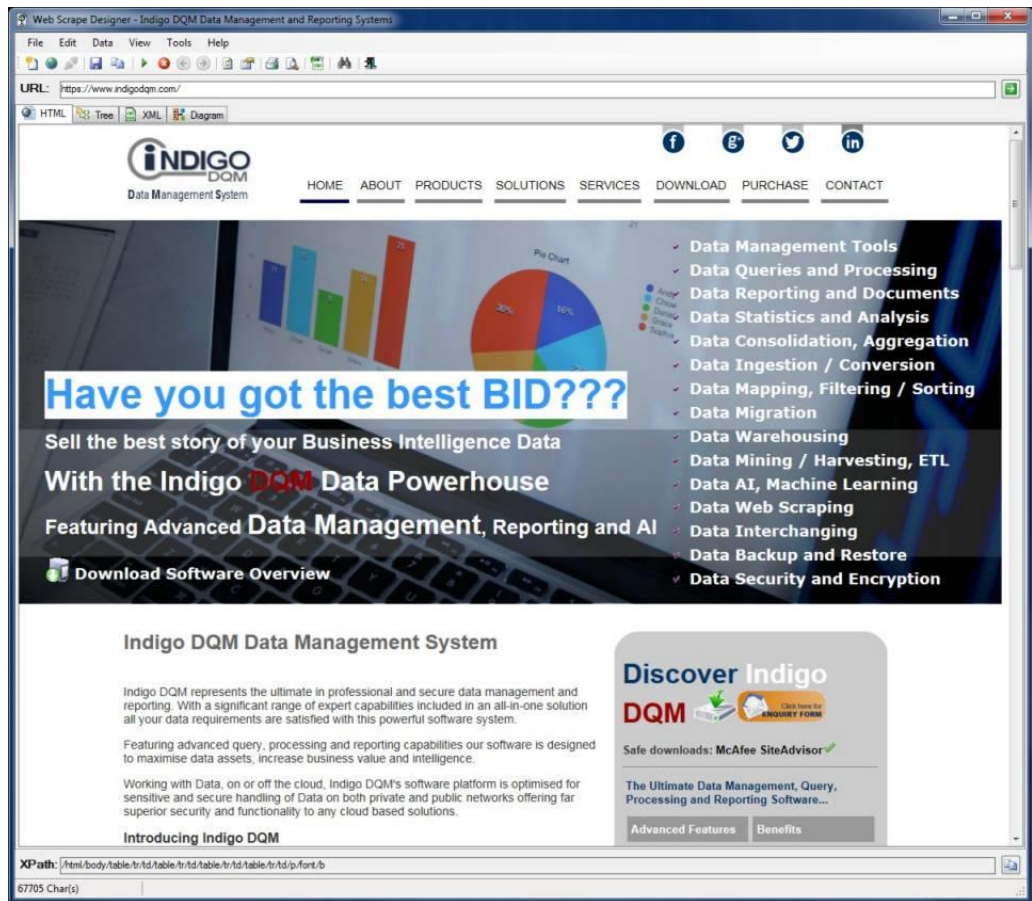 Web Scrape Designer - Indigo DQM Data Management and Reporting Systems
File Edit Data View Tools Help
URL: https://www.indigodqm.com/
HTML Tree XML Diagram
INDIGO
DQM
Data Management System
f g+ in
HOME ABOUT PRODUCTS SOLUTIONS SERVICES DOWNLOAD PURCHASE CONTACT
Pie Chart
Data Management Tools
Data Queries and Processing
Data Reporting and Documents
Data Statistics and Analysis
Data Consolidation, Aggregation
Data Ingestion / Conversion
Data Mapping, Filtering / Sorting
Data Migration
Data Warehousing
Data Mining / Harvesting, ETL
Data AI, Machine Learning
Data Web Scraping
Data Interchanging
Data Backup and Restore
Data Security and Encryption
Have you got the best BID???
Sell the best story of your Business Intelligence Data
With the Indigo DQM Data Powerhouse
Featuring Advanced Data Management, Reporting and AI
Download Software Overview
Indigo DQM Data Management System
Indigo DQM represents the ultimate in professional and secure data management and
reporting. With a significant range of expert capabilities included in an all-in-one solution
all your data requirements are satisfied with this powerful software system.
Featuring advanced query, processing and reporting capabilities our software is designed
to maximise data assets, increase business value and intelligence.
Working with Data, on or off the cloud, Indigo DQM's software platform is optimised for
sensitive and secure handling of Data on both private and public networks offering far
superior security and functionality to any cloud based solutions.
Introducing Indigo DQM
Discover Indigo
DQM
Click here for
ENQUIRY FORM
Safe downloads: McAfee SiteAdvisor
The Ultimate Data Management, Query,
Processing and Reporting Software...
Advanced Features Benefits
XPath: /html/body/table/tr/td/table/tr/td/table/tr/td/table/tr/td/p/font/b
67705 Char(s)